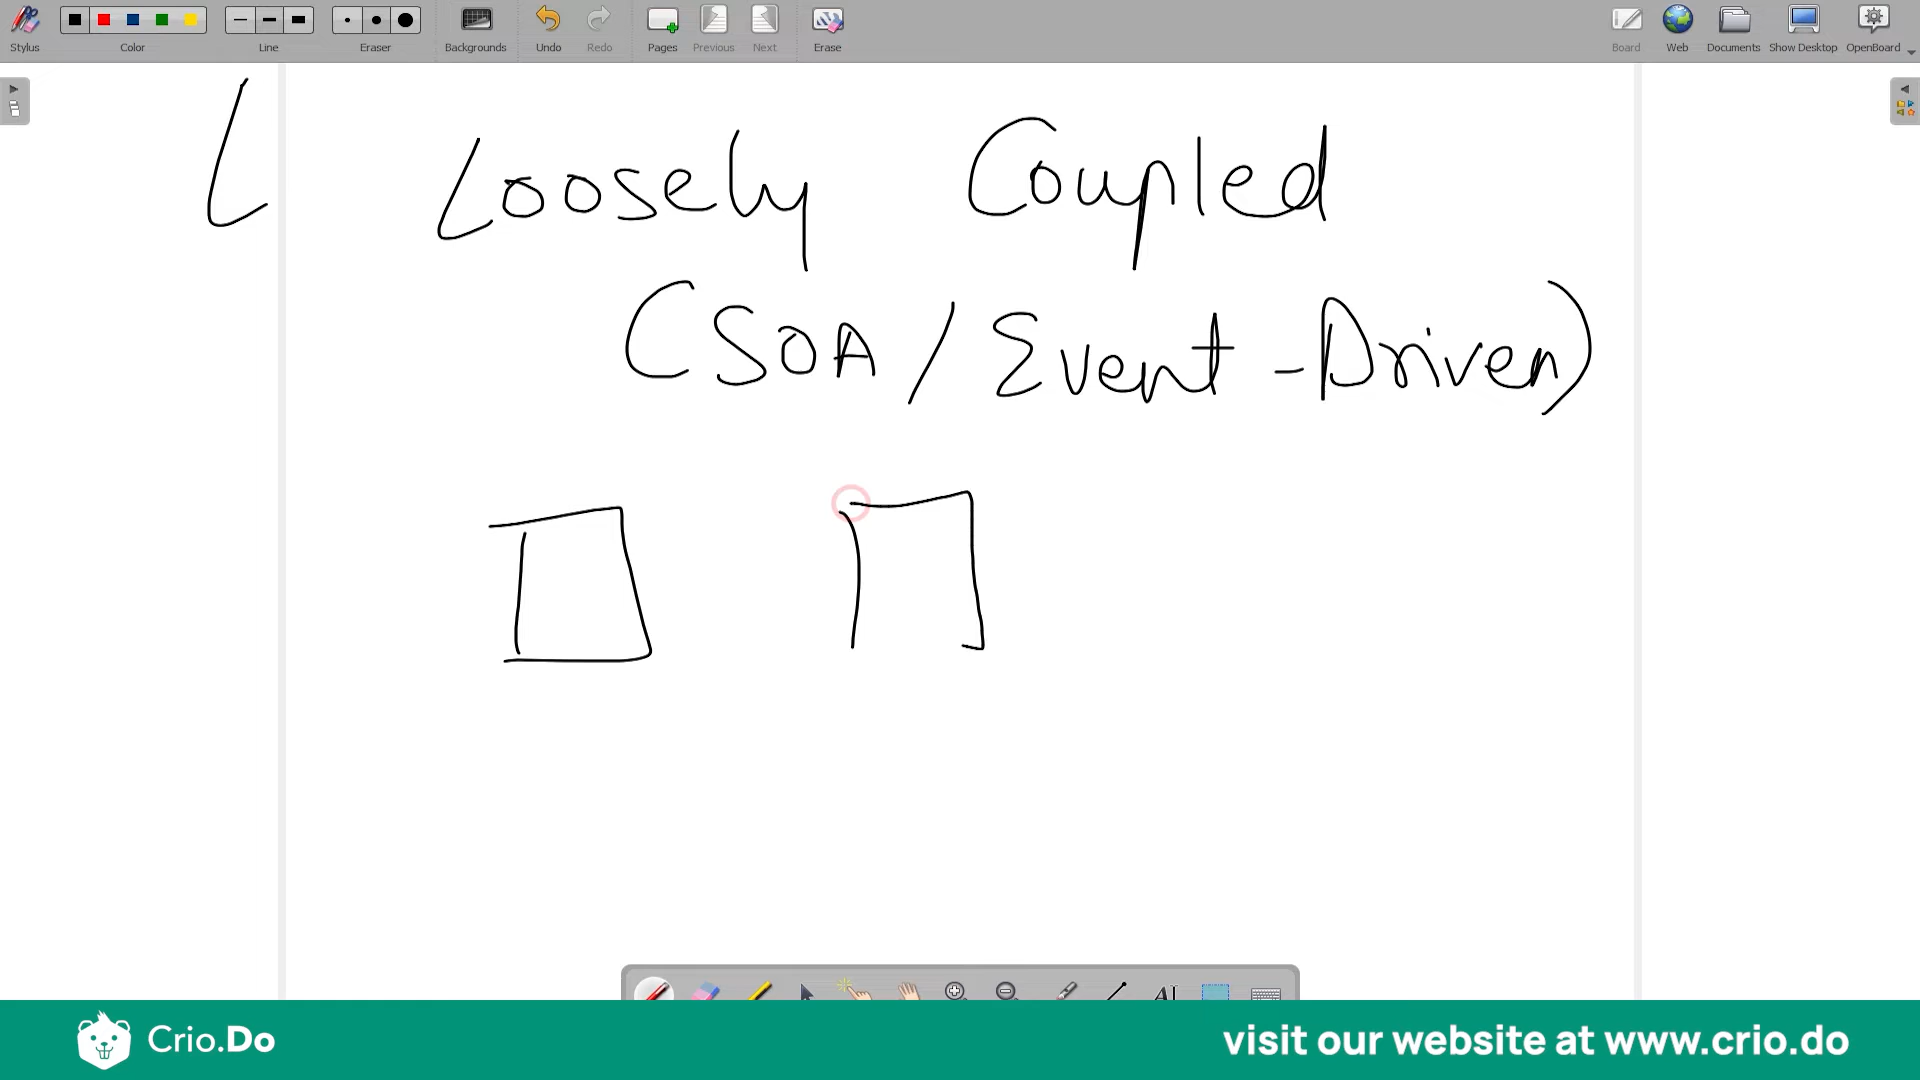 Stylus
Color
Line
Eraser
Backgrounds
Undo
Redo
Pages
Previous
Next
Erase
Board
Web
Documents
Show Desktop
OpenBoard
L
Loosely Coupled
(SOA / Event -Driven)
AI
Crio.Do
visit our website at www.crio.do